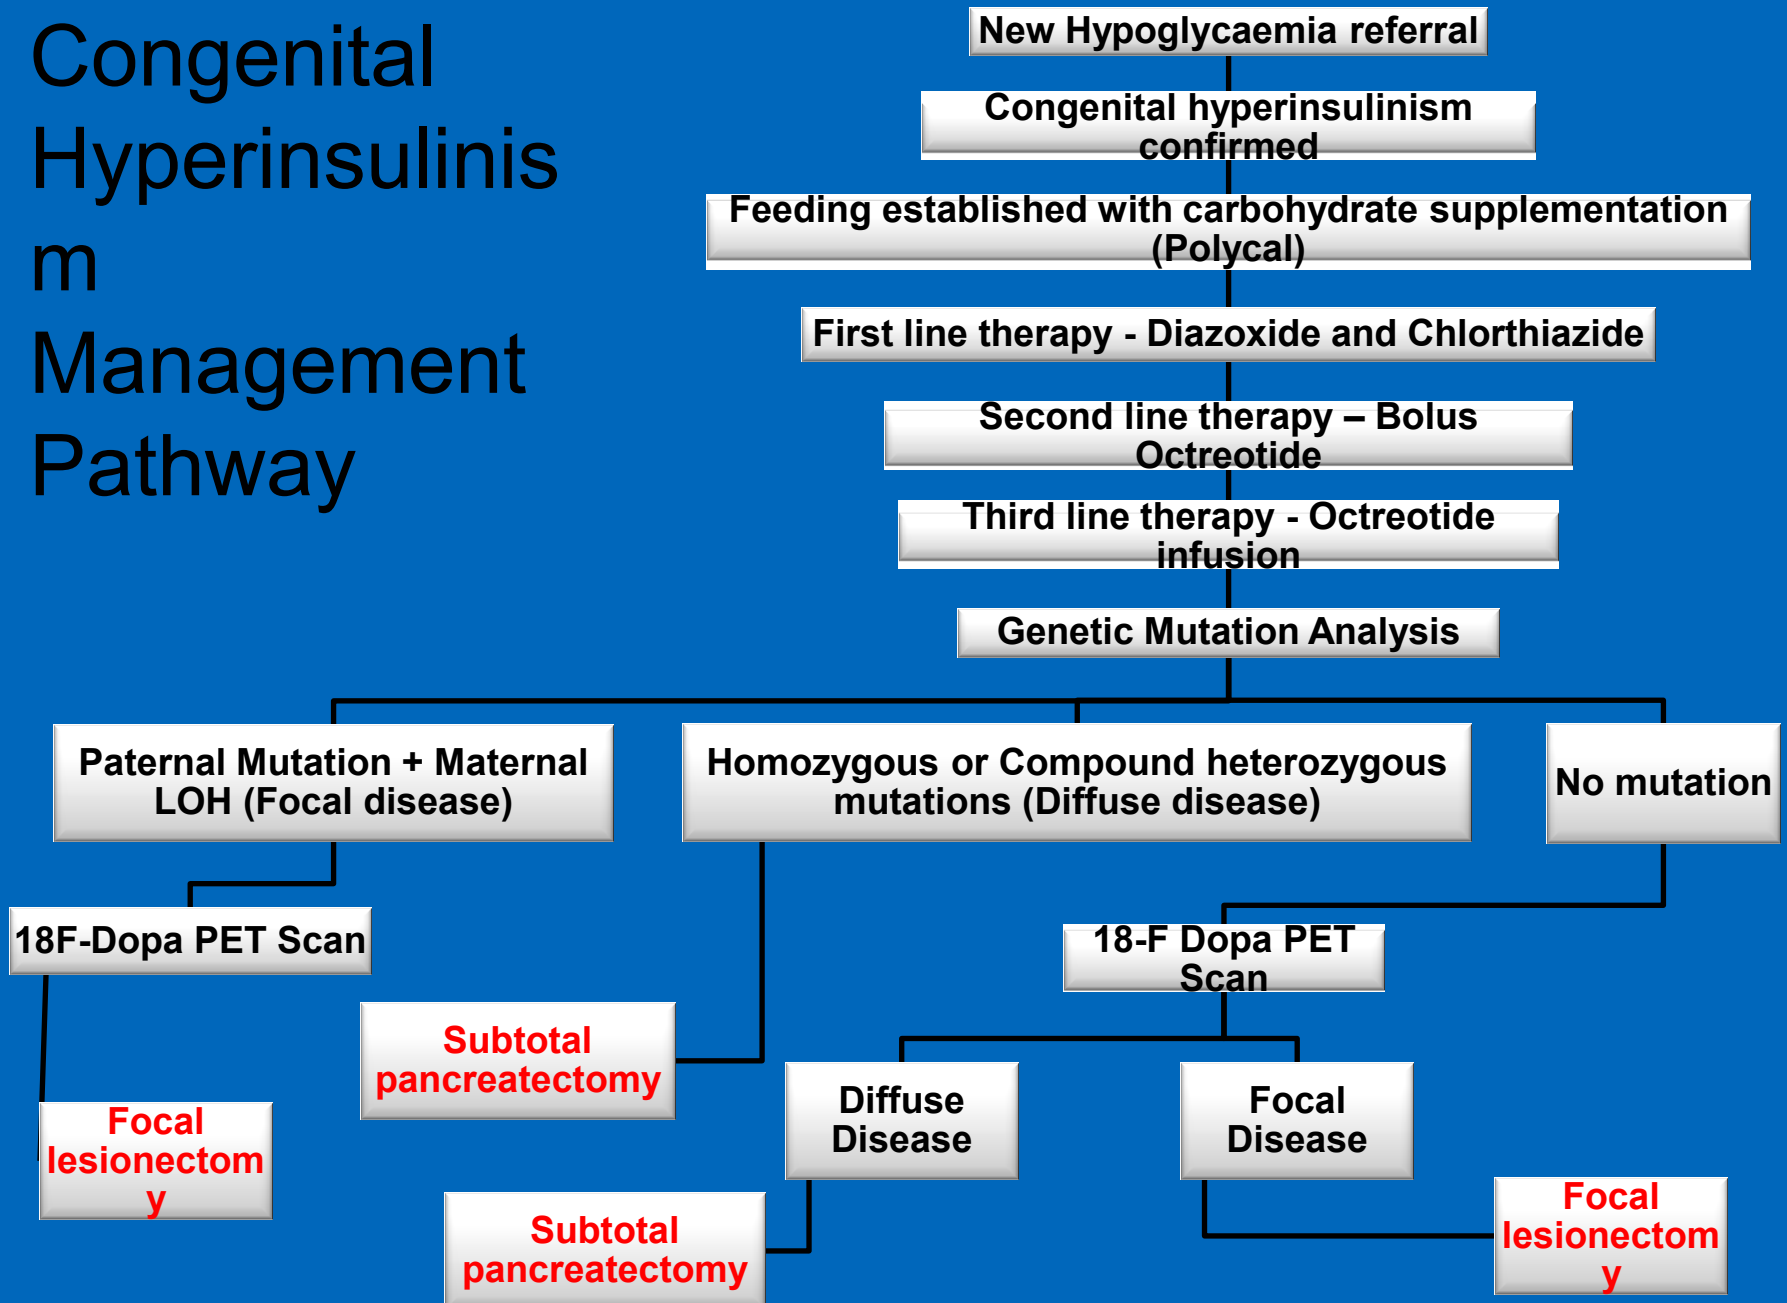 Congenital
Hyperinsulinis
m
Management
Pathway
New Hypoglycaemia referral
Congenital hyperinsulinism
confirmed
Feeding established with carbohydrate supplementation
(Polycal)
First line therapy - Diazoxide and Chlorthiazide
Second line therapy – Bolus
Octreotide
Third line therapy - Octreotide
infusion
Genetic Mutation Analysis
Paternal Mutation + Maternal
LOH (Focal disease)
Homozygous or Compound heterozygous
mutations (Diffuse disease)
No mutation
18F-Dopa PET Scan
18-F Dopa PET
Scan
Subtotal
pancreatectomy
Diffuse
Disease
Focal
Disease
Focal
lesionectom
y
Subtotal
pancreatectomy
Focal
lesionectom
y